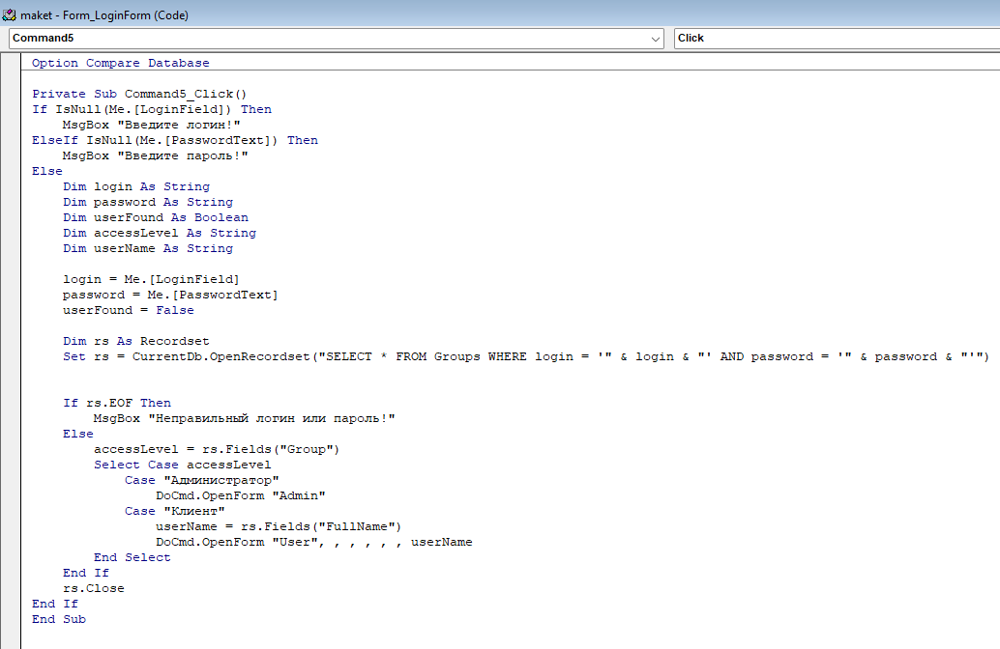 maket - Form_LoginForm (Code)
Command5 Click
Option Compare Database
Private Sub Command5_Click()
If IsNull(Me.[LoginField]) Then
    MsgBox "Введите логин!"
ElseIf IsNull(Me.[PasswordText]) Then
    MsgBox "Введите пароль!"
Else
    Dim login As String
    Dim password As String
    Dim userFound As Boolean
    Dim accessLevel As String
    Dim userName As String
    login = Me.[LoginField]
    password = Me.[PasswordText]
    userFound = False
    Dim rs As Recordset
    Set rs = CurrentDb.OpenRecordset("SELECT * FROM Groups WHERE login = '" & login & "' AND password = '" & password & "'")
    If rs.EOF Then
        MsgBox "Неправильный логин или пароль!"
    Else
        accessLevel = rs.Fields("Group")
        Select Case accessLevel
            Case "Администратор"
                DoCmd.OpenForm "Admin"
            Case "Клиент"
                userName = rs.Fields("FullName")
                DoCmd.OpenForm "User", , , , , , userName
        End Select
    End If
    rs.Close
End If
End Sub